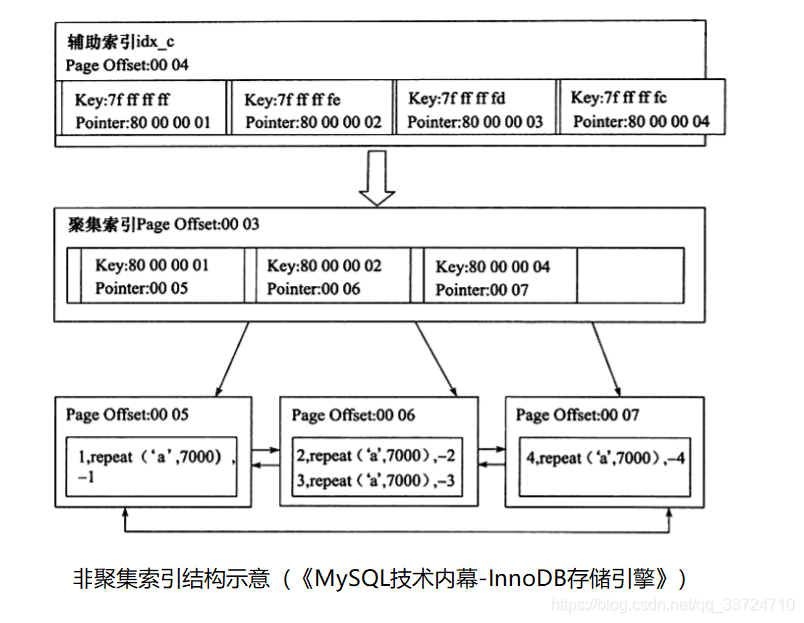 辅助索引idx_c
Page Offset:00 04
Key:7f ff ff ff
Pointer:80 00 00 01
Key:7f ff ff fe
Pointer:80 00 00 02
Key:7f ff ff fd
Pointer:80 00 00 03
Key:7f ff ff fc
Pointer:80 00 00 04
聚集索引Page Offset:00 03
Key:80 00 00 01
Pointer:00 05
Key:80 00 00 02
Pointer:00 06
Key:80 00 00 04
Pointer:00 07
Page Offset:00 05
1,repeat（‘a’,7000）,
–1
Page Offset:00 06
2,repeat（‘a’,7000）,–2
3,repeat（‘a’,7000）,–3
Page Offset:00 07
4,repeat（‘a’,7000）,–4
非聚集索引结构示意（《MySQL技术内幕-InnoDB存储引擎》）
https://blog.csdn.net/qq_33724710